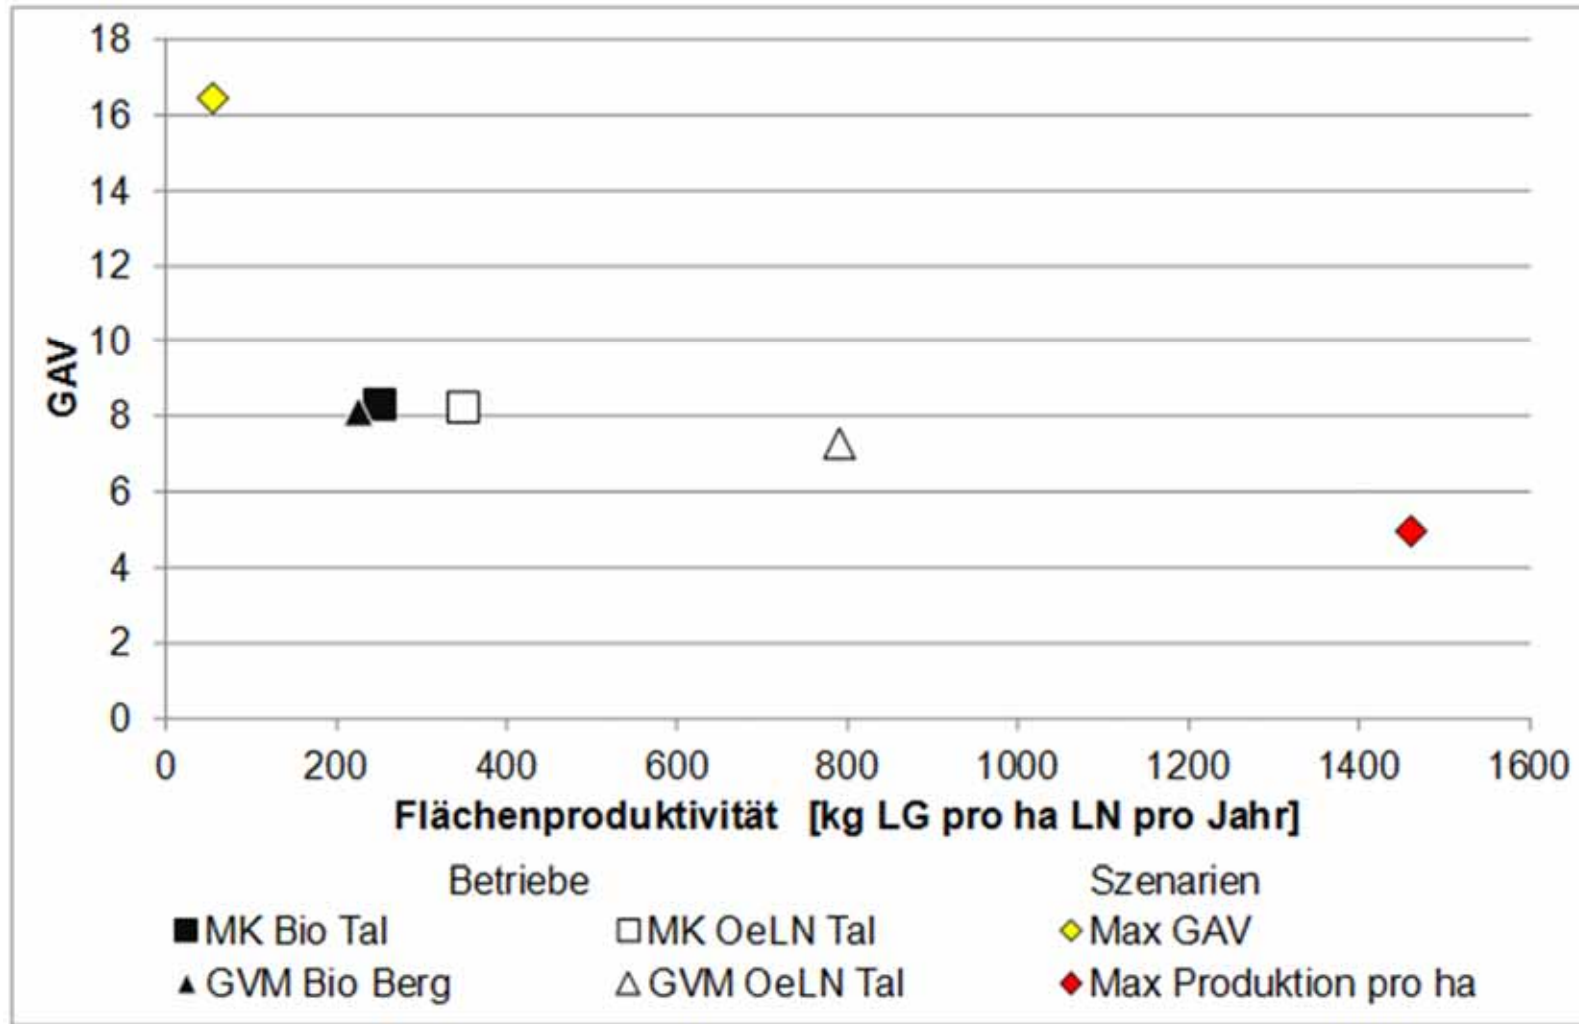 18
16
14
12
10
8
6
4
2
0
GAV
0 200 400 600 800 1000 1200 1400 1600
Flächenproduktivität [kg LG pro ha LN pro Jahr]
Betriebe Szenarien
MK Bio Tal MK OeLN Tal Max GAV
GVM Bio Berg GVM OeLN Tal Max Produktion pro ha